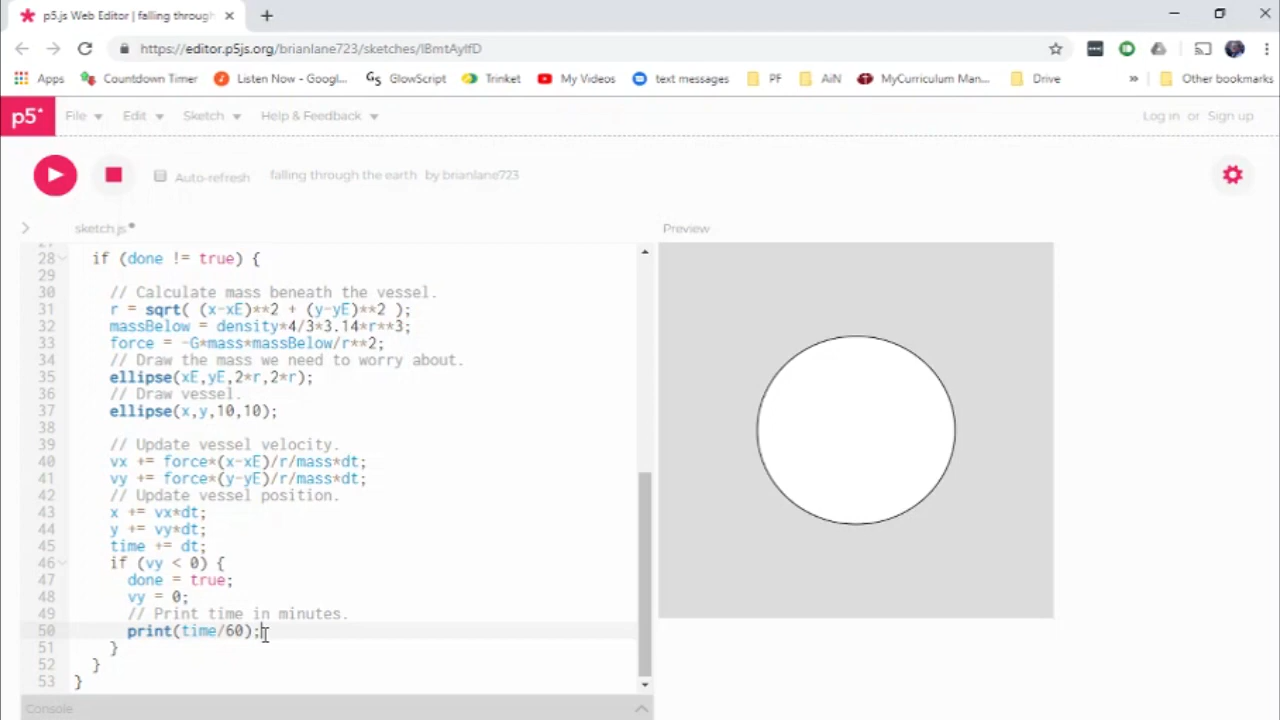 p5.js Web Editor | falling through
https://editor.p5js.org/brianlane723/sketches/
Apps Countdown Timer Listen Now - Googl... GlowScript Trinket My Videos text messages PF AiN MyCurriculum Man... Drive » Other bookmarks
p5* File Edit Sketch Help & Feedback Log in or Sign up
Auto-refresh falling through the earth by brianlane723
sketch.js
Preview
27
28 if (done != true) {
29
30 // Calculate mass beneath the vessel.
31 r = sqrt( (x-xE)**2 + (y-yE)**2 );
32 massBelow = density*4/3*3.14*r**3;
33 force = -G*mass*massBelow/r**2;
34 // Draw the mass we need to worry about.
35 ellipse(xE,yE,2*r,2*r);
36 // Draw vessel.
37 ellipse(x,y,10,10);
38
39 // Update vessel velocity.
40 vx += force*(x-xE)/r/mass*dt;
41 vy += force*(y-yE)/r/mass*dt;
42 // Update vessel position.
43 x += vx*dt;
44 y += vy*dt;
45 time += dt;
46 if (vy < 0) {
47 done = true;
48 vy = 0;
49 // Print time in minutes.
50 print(time/60);
51 }
52 }
53 }
Console